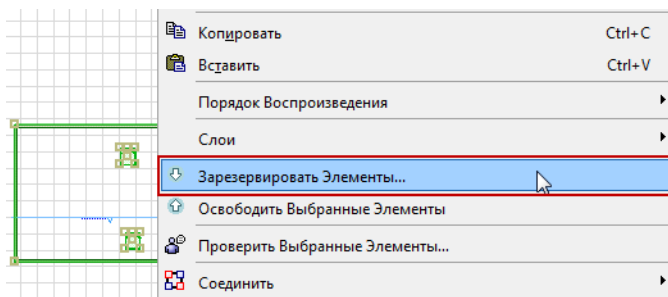 Копировать Ctrl+C
Вставить Ctrl+V
Порядок Воспроизведения
Слои
Зарезервировать Элементы...
Освободить Выбранные Элементы
Проверить Выбранные Элементы...
Соединить